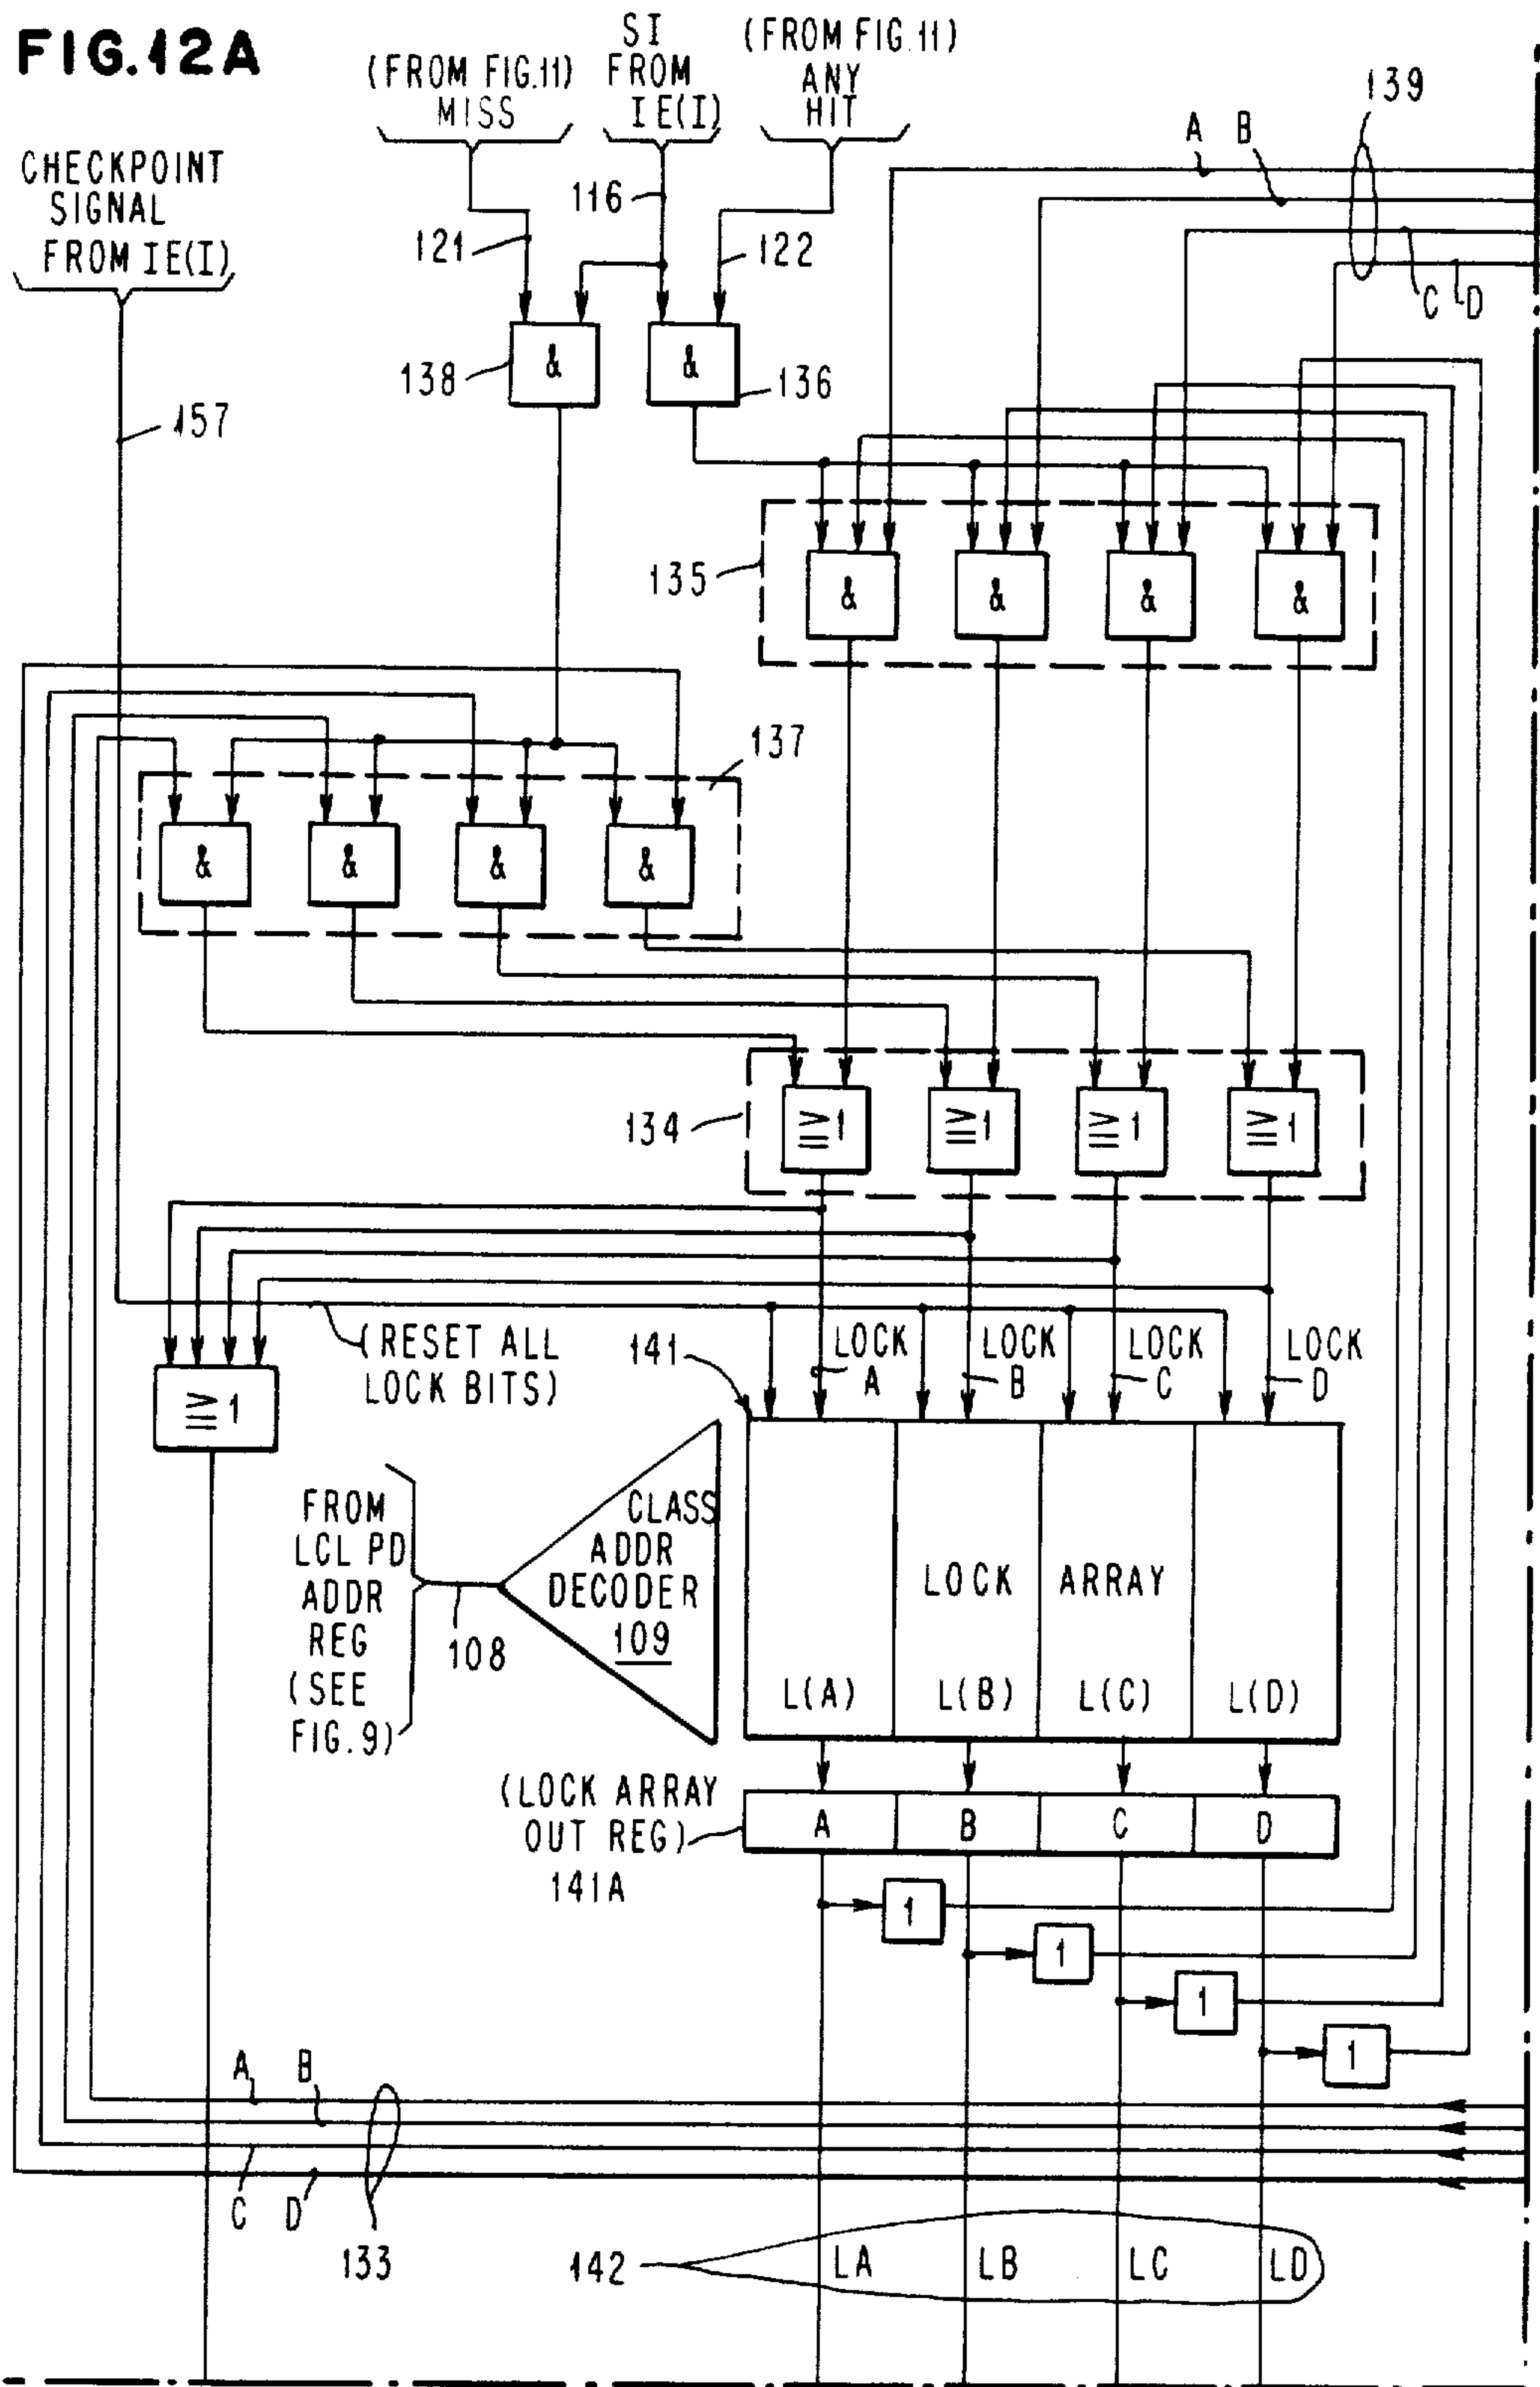 FIG.12A
(FROM FIG.11)
MISS
SI
FROM
IE(I)
(FROM FIG.11)
ANY
HIT
139
A B
CHECKPOINT
SIGNAL
FROM IE(I)
116
121
122
C D
138
&
&
136
157
135
&
&
&
&
137
&
&
&
&
134
≧1
≧1
≧1
≧1
(RESET ALL
LOCK BITS)
141
LOCK
A
LOCK
B
LOCK
C
LOCK
D
≧1
FROM
LCL PD
ADDR
REG
(SEE
FIG.9)
108
CLASS
ADDR
DECODER
109
LOCK ARRAY
L(A) L(B) L(C) L(D)
(LOCK ARRAY
OUT REG)
141A
A B C D
1
1
1
1
A B
C D
133
142
LA LB LC LD